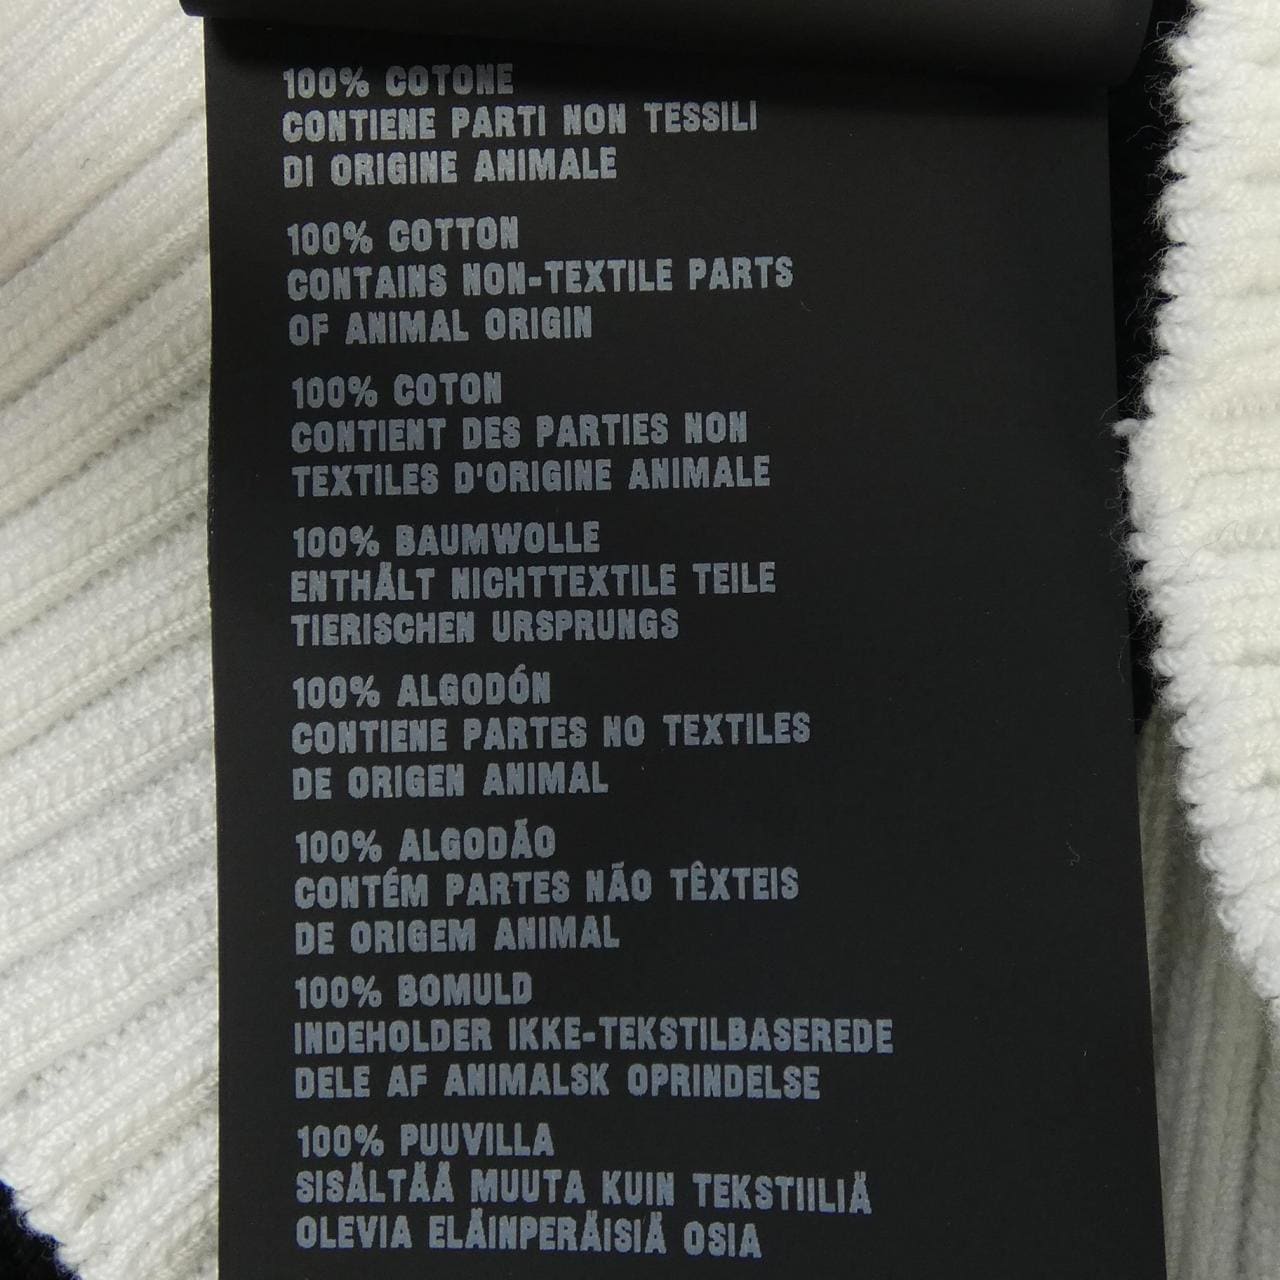 100% COTONE
CONTIENE PARTI NON TESSILI
DI ORIGINE ANIMALE
100% COTTON
CONTAINS NON-TEXTILE PARTS
OF ANIMAL ORIGIN
100% COTON
CONTIENT DES PARTIES NON
TEXTILES D'ORIGINE ANIMALE
100% BAUMWOLLE
ENTHÄLT NICHTTEXTILE TEILE
TIERISCHEN URSPRUNGS
100% ALGODÓN
CONTIENE PARTES NO TEXTILES
DE ORIGEN ANIMAL
100% ALGODÃO
CONTÉM PARTES NÃO TÊXTEIS
DE ORIGEM ANIMAL
100% BOMULD
INDEHOLDER IKKE-TEKSTILBASEREDE
DELE AF ANIMALSK OPRINDELSE
100% PUUVILLA
SISÄLTÄÄ MUUTA KUIN TEKSTIILIÄ
OLEVIA ELÄINPERÄISIÄ OSIA